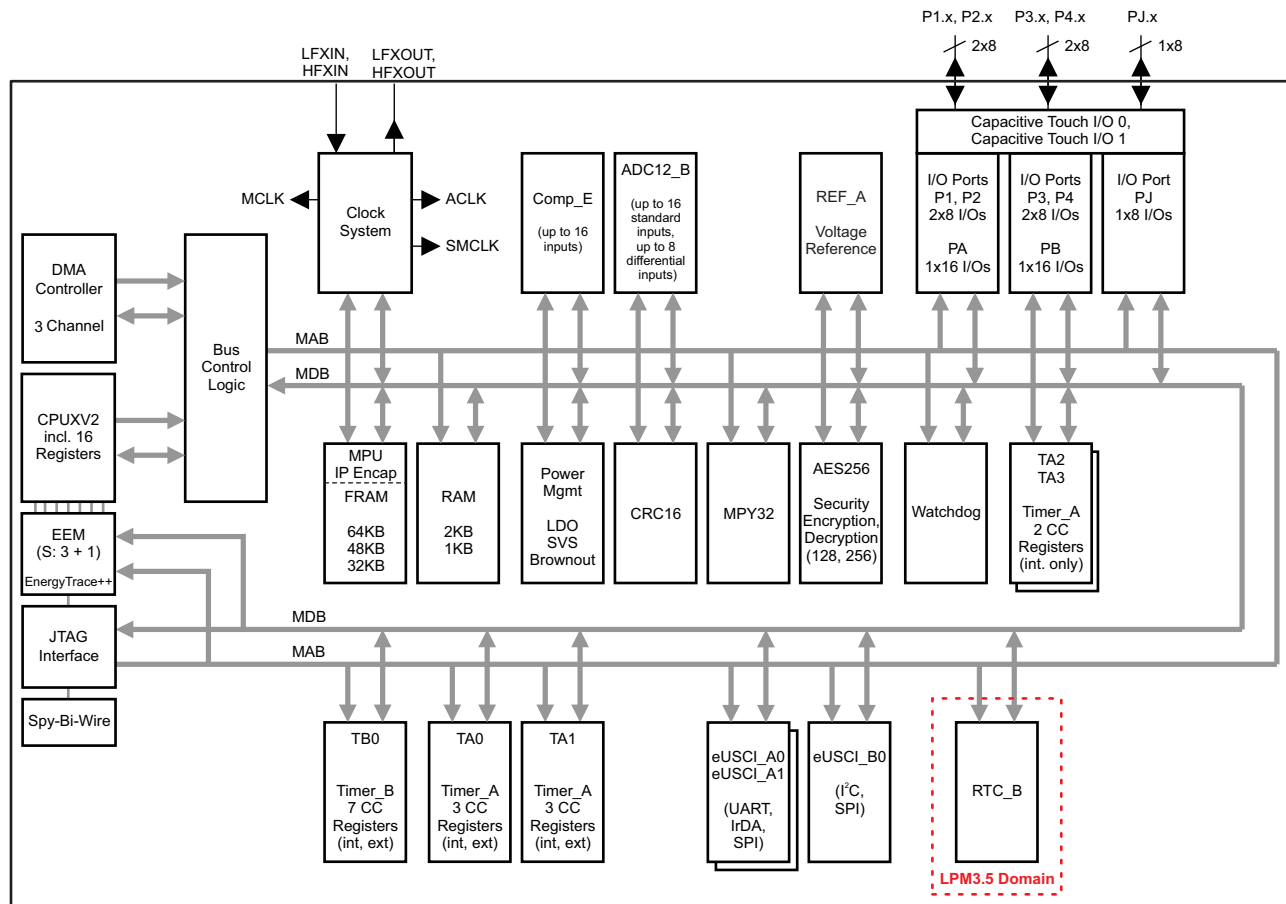 P1.x, P2.x
P3.x, P4.x
PJ.x
2x8
2x8
1x8
LFXIN,
HFXIN
LFXOUT,
HFXOUT
Capacitive Touch I/O 0,
Capacitive Touch I/O 1
MCLK
Clock
System
ACLK
SMCLK
Comp_E
(up to 16
inputs)
ADC12_B
(up to 16
standard
inputs,
up to 8
differential
inputs)
REF_A
Voltage
Reference
I/O Ports
P1, P2
2x8 I/Os
PA
1x16 I/Os
I/O Ports
P3, P4
2x8 I/Os
PB
1x16 I/Os
I/O Port
PJ
1x8 I/Os
DMA
Controller
3 Channel
Bus
Control
Logic
MAB
MDB
CPUXV2
incl. 16
Registers
MPU
IP Encap
FRAM
64KB
48KB
32KB
RAM
2KB
1KB
Power
Mgmt
LDO
SVS
Brownout
CRC16
MPY32
AES256
Security
Encryption,
Decryption
(128, 256)
Watchdog
TA2
TA3
Timer_A
2 CC
Registers
(int. only)
EEM
(S: 3 + 1)
EnergyTrace++
JTAG
Interface
Spy-Bi-Wire
MDB
MAB
TB0
Timer_B
7 CC
Registers
(int, ext)
TA0
Timer_A
3 CC
Registers
(int, ext)
TA1
Timer_A
3 CC
Registers
(int, ext)
eUSCI_A0
eUSCI_A1
(UART,
IrDA,
SPI)
eUSCI_B0
(I²C,
SPI)
RTC_B
LPM3.5 Domain